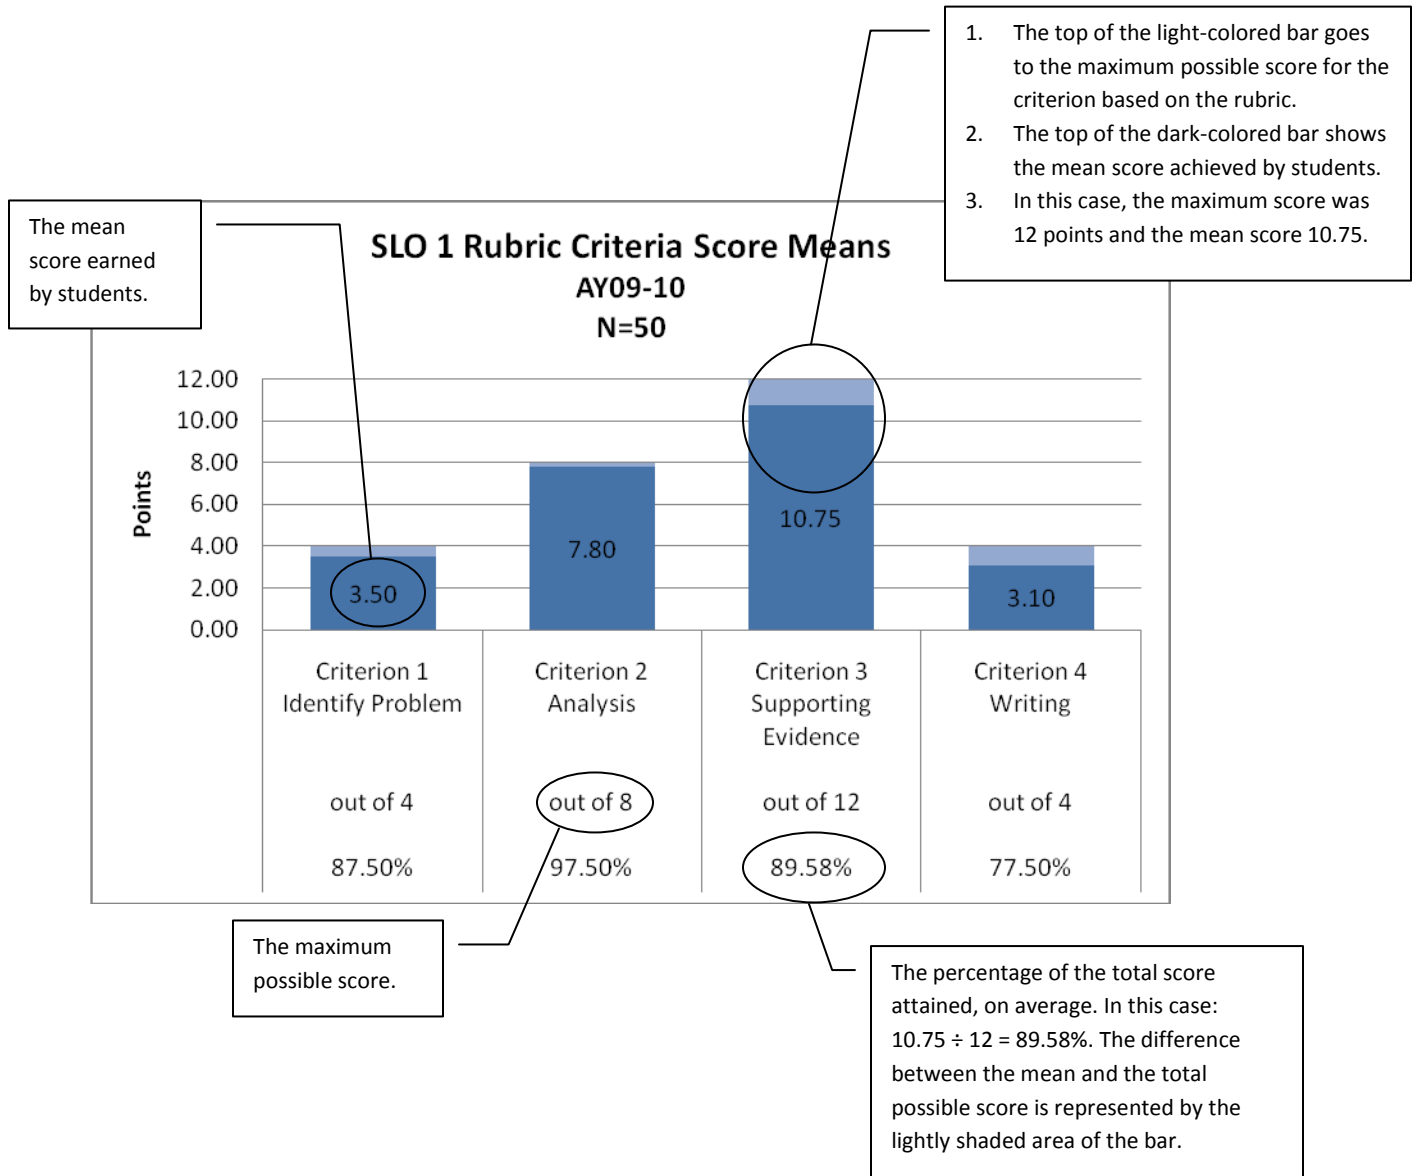 1. The top of the light-colored bar goes
to the maximum possible score for the
criterion based on the rubric.
2. The top of the dark-colored bar shows
the mean score achieved by students.
3. In this case, the maximum score was
12 points and the mean score 10.75.
The mean
score earned
by students.
SLO 1 Rubric Criteria Score Means
AY09-10
N=50
Points
12.00
10.00
8.00
6.00
4.00
2.00
0.00
3.50
7.80
10.75
3.10
Criterion 1
Identify Problem
out of 4
87.50%
Criterion 2
Analysis
out of 8
97.50%
Criterion 3
Supporting
Evidence
out of 12
89.58%
Criterion 4
Writing
out of 4
77.50%
The maximum
possible score.
The percentage of the total score
attained, on average. In this case:
10.75 ÷ 12 = 89.58%. The difference
between the mean and the total
possible score is represented by the
lightly shaded area of the bar.